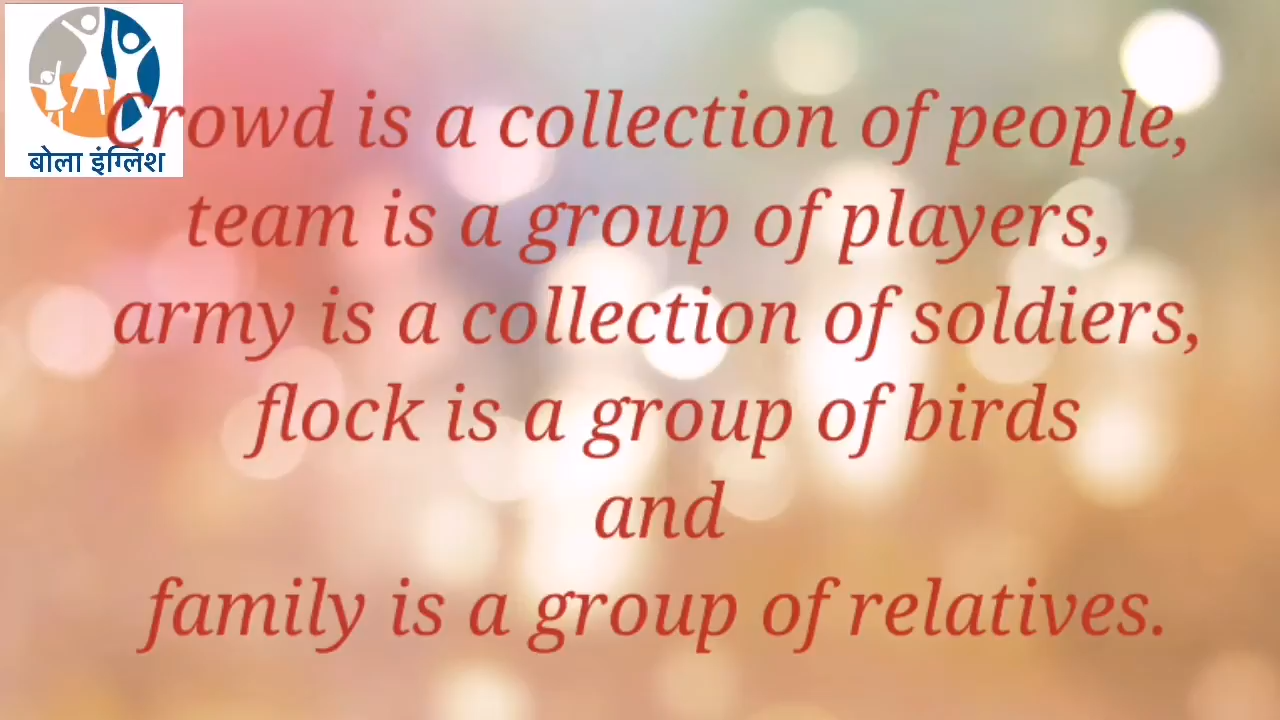 बोला इंग्लिश
Crowd is a collection of people,
team is a group of players,
army is a collection of soldiers,
flock is a group of birds
and
family is a group of relatives.